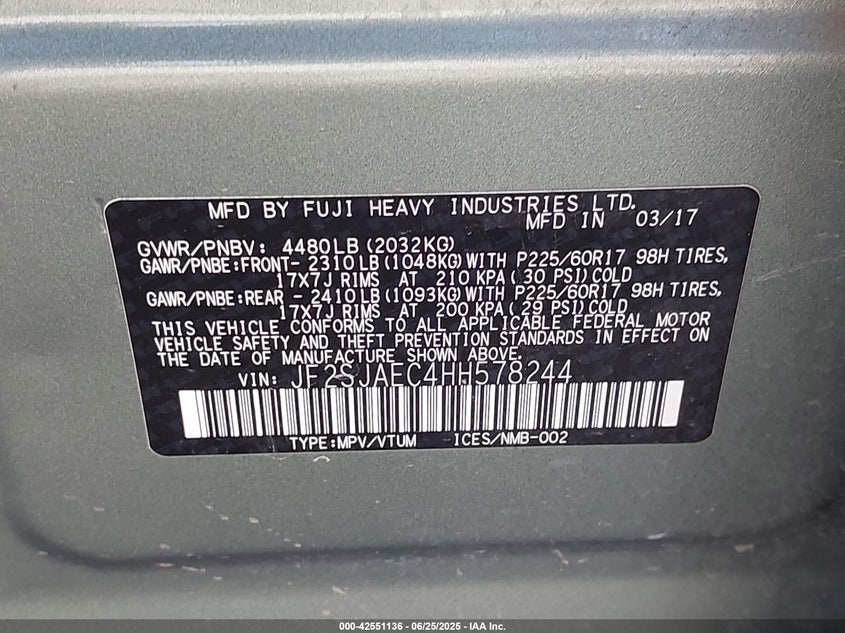 MFD BY FUJI HEAVY INDUSTRIES LTD.
MFD IN 03/17
GVWR/PNBV: 4480LB (2032KG)
GAWR/PNBE:FRONT- 2310LB (1048KG) WITH P225/60R17 98H TIRES,
17X7J RIMS AT 210 KPA ( 30 PSI) COLD
GAWR/PNBE:REAR - 2410LB (1093KG) WITH P225/60R17 98H TIRES,
17X7J RIMS AT 200 KPA ( 29 PSI) COLD
THIS VEHICLE CONFORMS TO ALL APPLICABLE FEDERAL MOTOR
VEHICLE SAFETY AND THEFT PREVENTION STANDARDS IN EFFECT ON
THE DATE OF MANUFACTURE SHOWN ABOVE.
VIN: JF2SJAEC4HH578244
TYPE:MPV/VTUM ICES/NMB-002
000-42551136 - 06/25/2025 - IAA Inc.